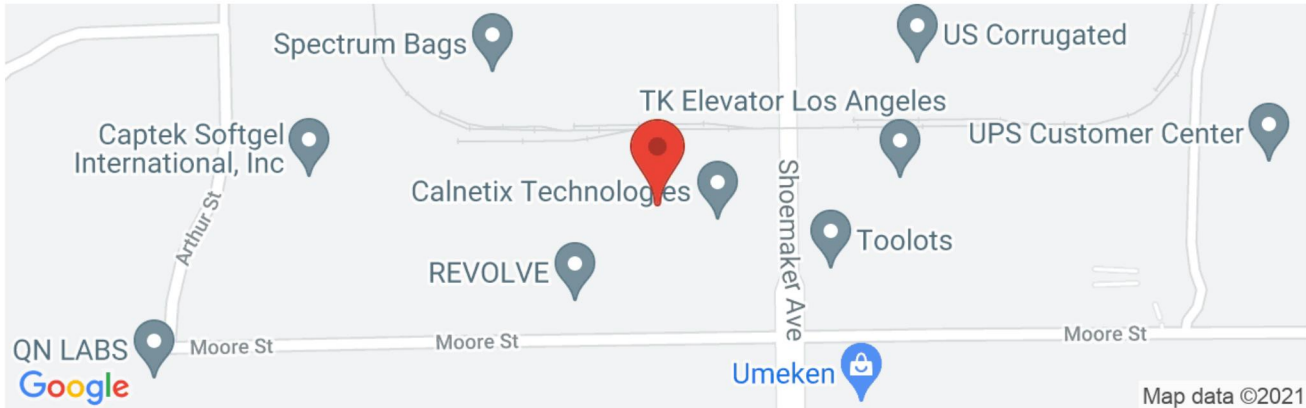 Spectrum Bags
US Corrugated
TK Elevator Los Angeles
Captek Softgel
International, Inc
UPS Customer Center
Calnetix Technologies
Shoemaker Ave
Arthur St
Toolots
REVOLVE
Moore St
Moore St
Moore St
QN LABS
Umeken
Google
Map data ©2021